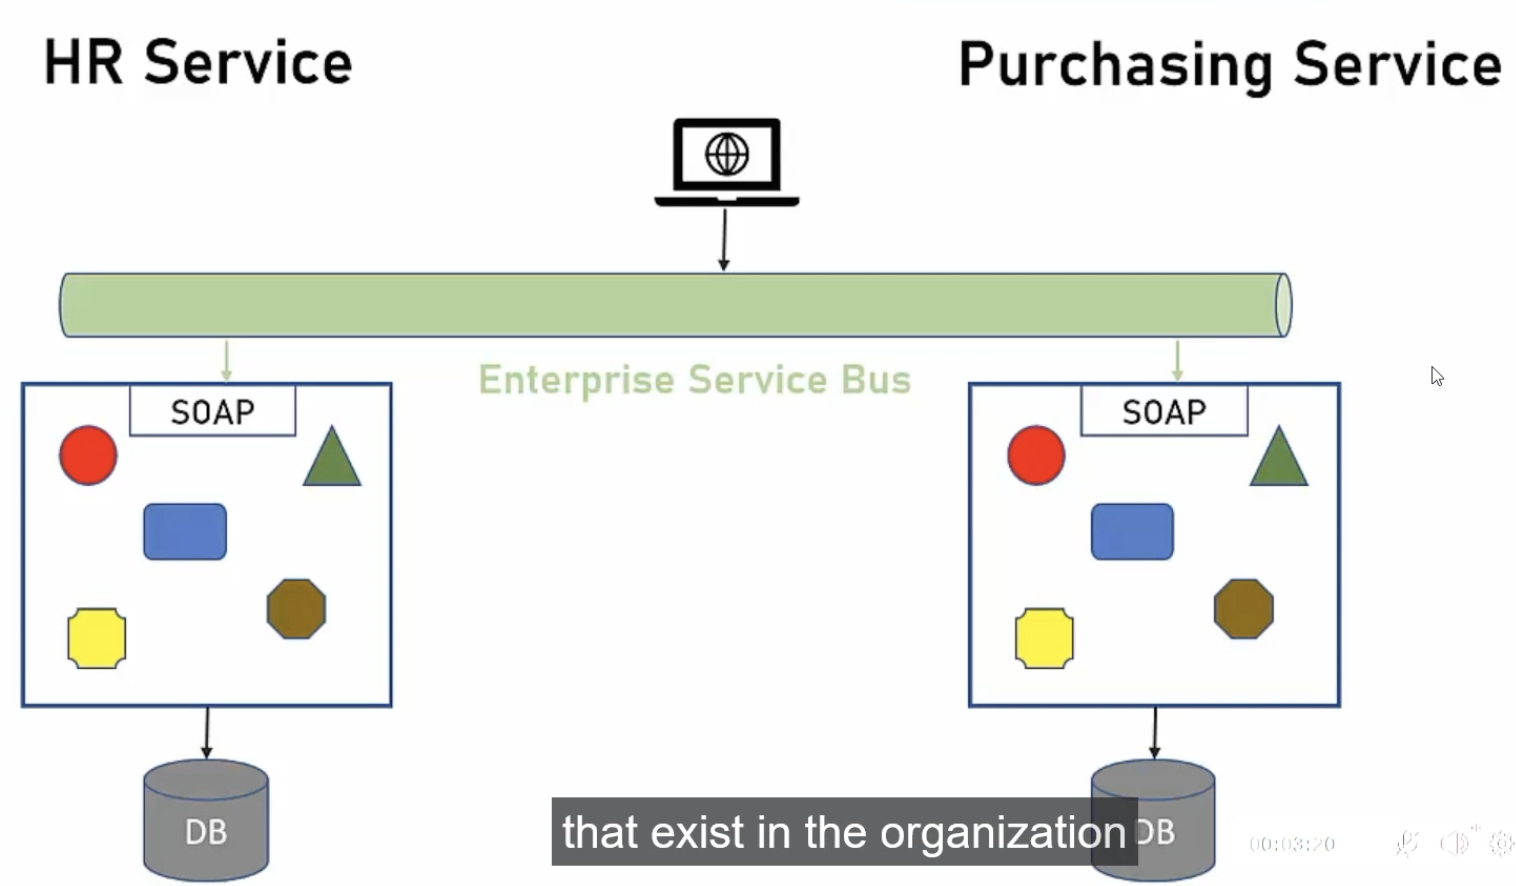 HR Service
Purchasing Service
Enterprise Service Bus
SOAP
SOAP
DB
DB
that exist in the organization
00:03:20